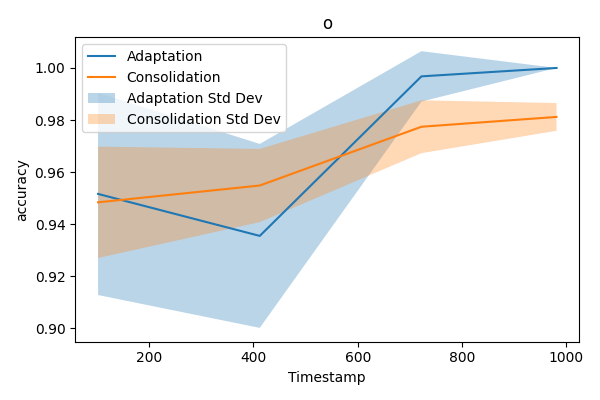 o
Adaptation
Consolidation
Adaptation Std Dev
Consolidation Std Dev
accuracy
1.00
0.98
0.96
0.94
0.92
0.90
200 400 600 800 1000
Timestamp